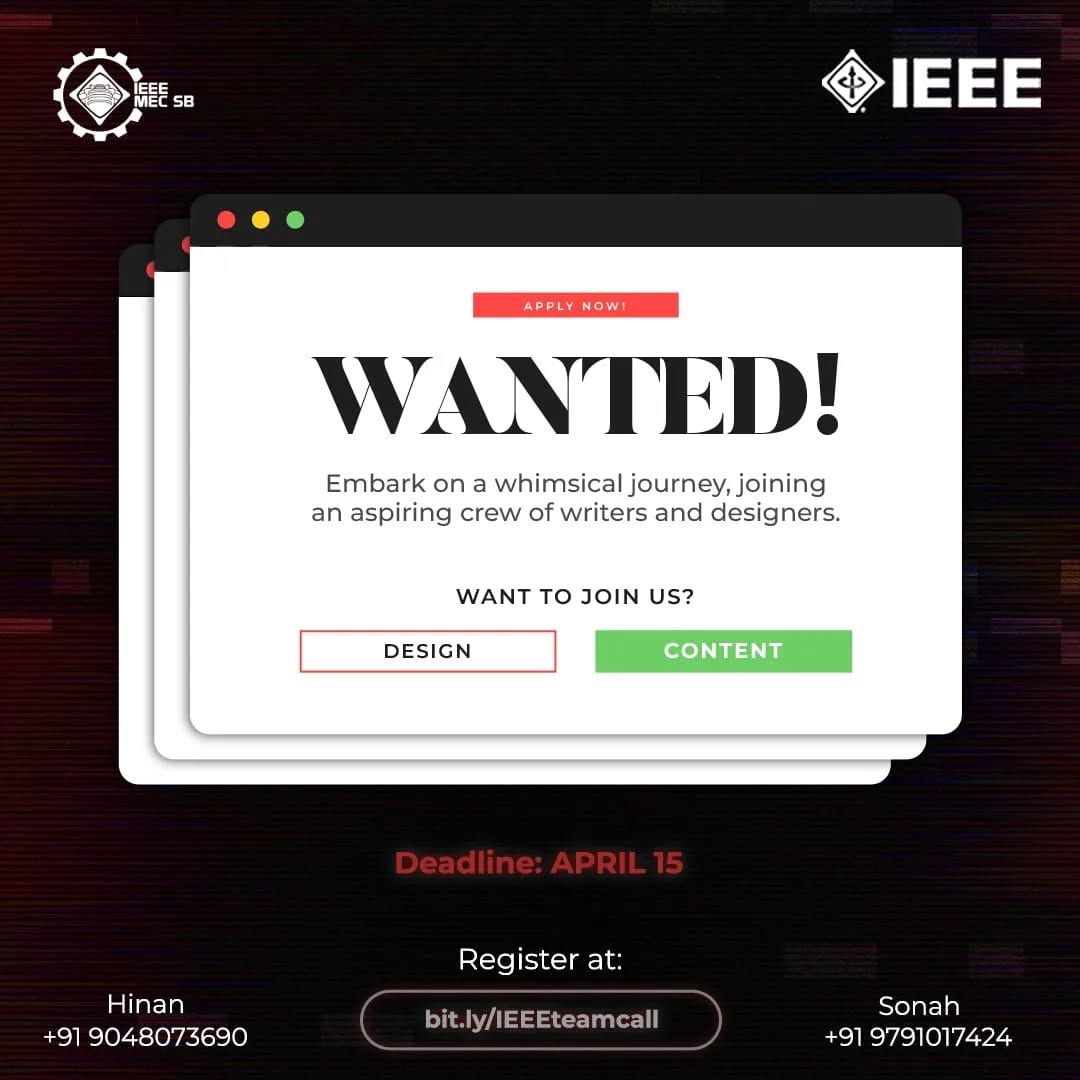 IEEE
MEC SB
IEEE
APPLY NOW!
WANTED!
Embark on a whimsical journey, joining
an aspiring crew of writers and designers.
WANT TO JOIN US?
DESIGN
CONTENT
Deadline: APRIL 15
Register at:
bit.ly/IEEEteamcall
Hinan
+91 9048073690
Sonah
+91 9791017424